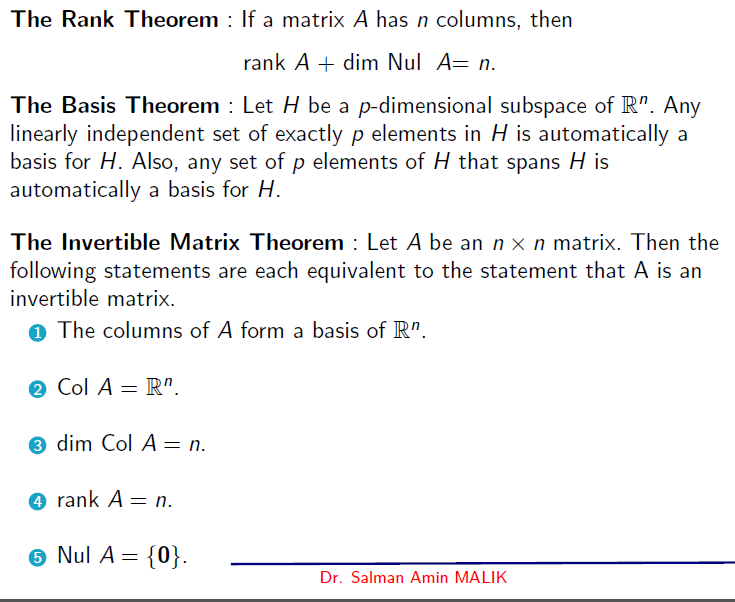 The Rank Theorem : If a matrix A has n columns, then
rank A + dim Nul A= n.
The Basis Theorem : Let H be a p-dimensional subspace of ℝⁿ. Any
linearly independent set of exactly p elements in H is automatically a
basis for H. Also, any set of p elements of H that spans H is
automatically a basis for H.
The Invertible Matrix Theorem : Let A be an n × n matrix. Then the
following statements are each equivalent to the statement that A is an
invertible matrix.
1 The columns of A form a basis of ℝⁿ.
2 Col A = ℝⁿ.
3 dim Col A = n.
4 rank A = n.
5 Nul A = {0}.
Dr. Salman Amin MALIK